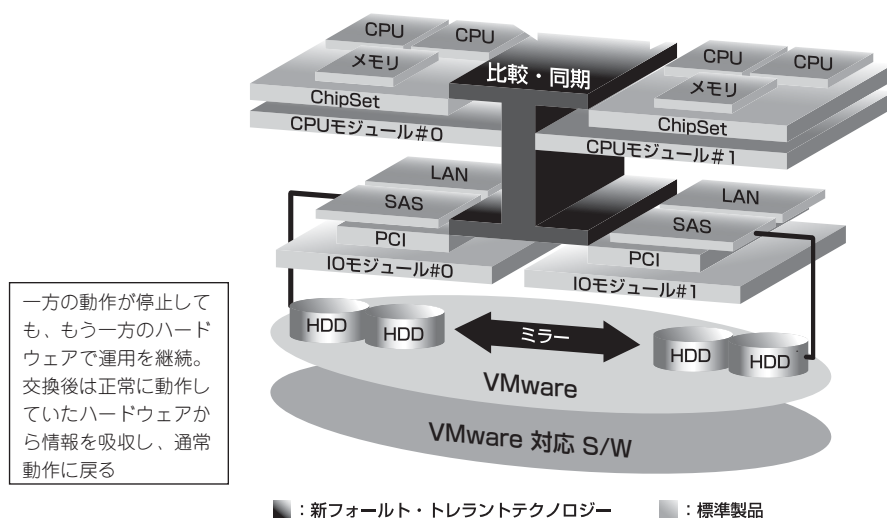 CPU
CPU
メモリ
ChipSet
CPUモジュール#0
比較・同期
CPU
CPU
メモリ
ChipSet
CPUモジュール#1
LAN
SAS
PCI
IOモジュール#0
LAN
SAS
PCI
IOモジュール#1
一方の動作が停止して
も、もう一方のハード
ウェアで運用を継続。
交換後は正常に動作し
ていたハードウェアか
ら情報を吸収し、通常
動作に戻る
HDD
HDD
ミラー
HDD
HDD
VMware
VMware 対応 S/W
：新フォールト・トレラントテクノロジー
：標準製品